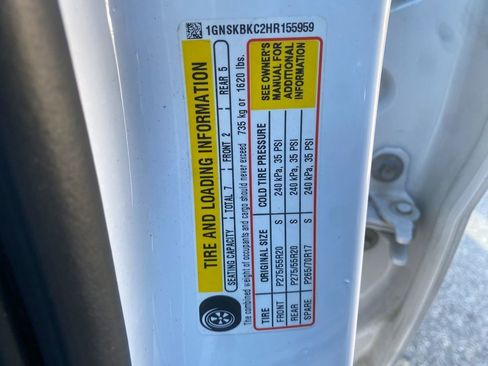 1GNSKBKC2HR155959
TIRE AND LOADING INFORMATION
SEATING CAPACITY TOTAL 7 FRONT 2 REAR 5
The combined weight of occupants and cargo should never exceed 735 kg or 1620 lbs.
TIRE ORIGINAL SIZE COLD TIRE PRESSURE
FRONT P275/55R20 S 240 kPa, 35 PSI
REAR P275/55R20 S 240 kPa, 35 PSI
SPARE P265/70R17 S 240 kPa, 35 PSI
SEE OWNER'S
MANUAL FOR
ADDITIONAL
INFORMATION